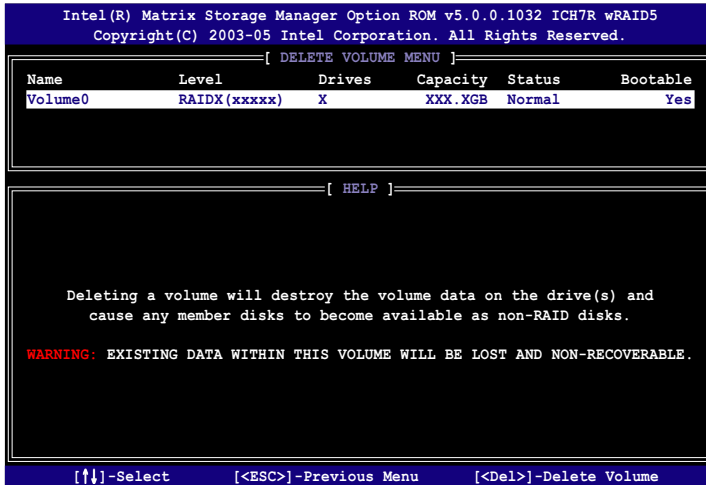 Intel(R) Matrix Storage Manager Option ROM v5.0.0.1032 ICH7R wRAID5
Copyright(C) 2003-05 Intel Corporation. All Rights Reserved.
[ DELETE VOLUME MENU ]
Name Level Drives Capacity Status Bootable
Volume0 RAIDX(xxxxx) X XXX.XGB Normal Yes
[ HELP ]
Deleting a volume will destroy the volume data on the drive(s) and
cause any member disks to become available as non-RAID disks.
WARNING: EXISTING DATA WITHIN THIS VOLUME WILL BE LOST AND NON-RECOVERABLE.
[↑↓]-Select [<ESC>]-Previous Menu [<Del>]-Delete Volume